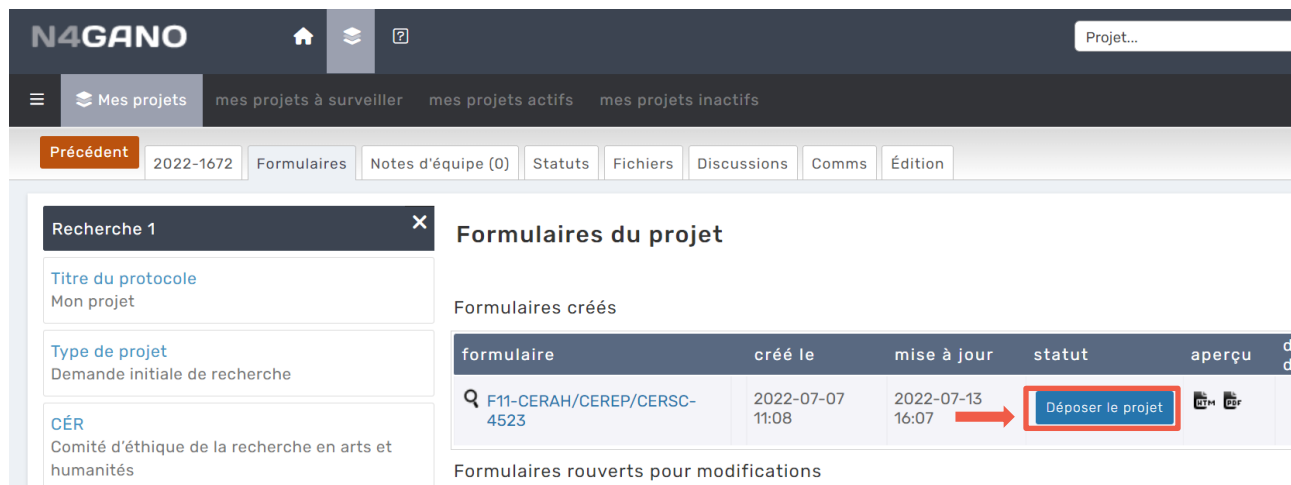 N4GANO
Projet...
Mes projets mes projets à surveiller mes projets actifs mes projets inactifs
Précédent 2022-1672 Formulaires Notes d'équipe (0) Statuts Fichiers Discussions Comms Édition
Recherche 1
Titre du protocole
Mon projet
Type de projet
Demande initiale de recherche
CÉR
Comité d'éthique de la recherche en arts et
humanités
Formulaires du projet
Formulaires créés
formulaire créé le mise à jour statut aperçu
F11-CERAH/CEREP/CERSC-
4523
2022-07-07
11:08
2022-07-13
16:07
Déposer le projet
HTM PDF
Formulaires rouverts pour modifications